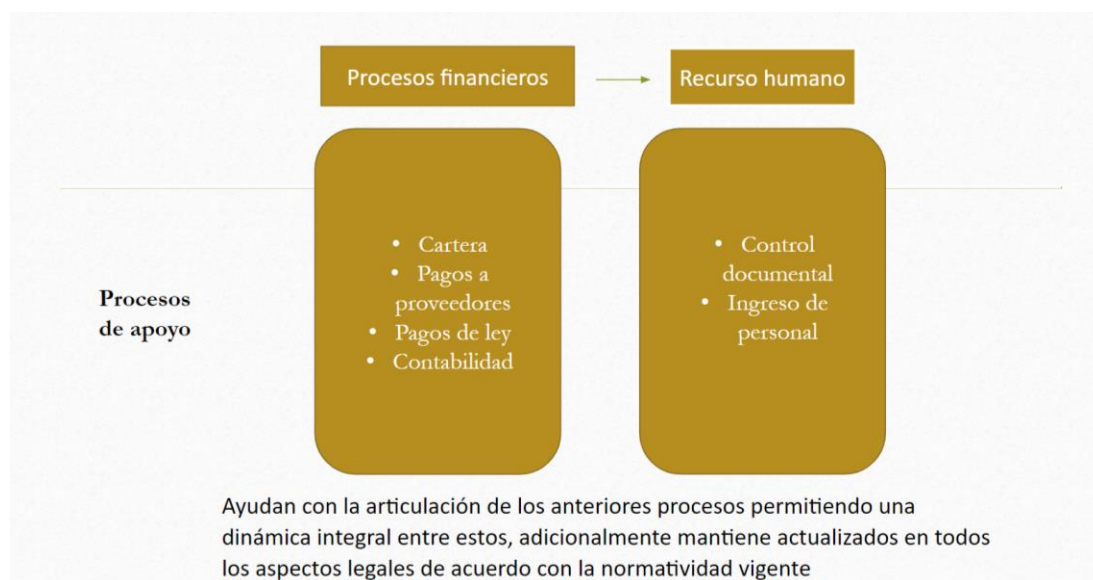 Procesos financieros
Recurso humano
Procesos
de apoyo
• Cartera
• Pagos a
proveedores
• Pagos de ley
• Contabilidad
• Control
documental
• Ingreso de
personal
Ayudan con la articulación de los anteriores procesos permitiendo una
dinámica integral entre estos, adicionalmente mantiene actualizados en todos
los aspectos legales de acuerdo con la normatividad vigente